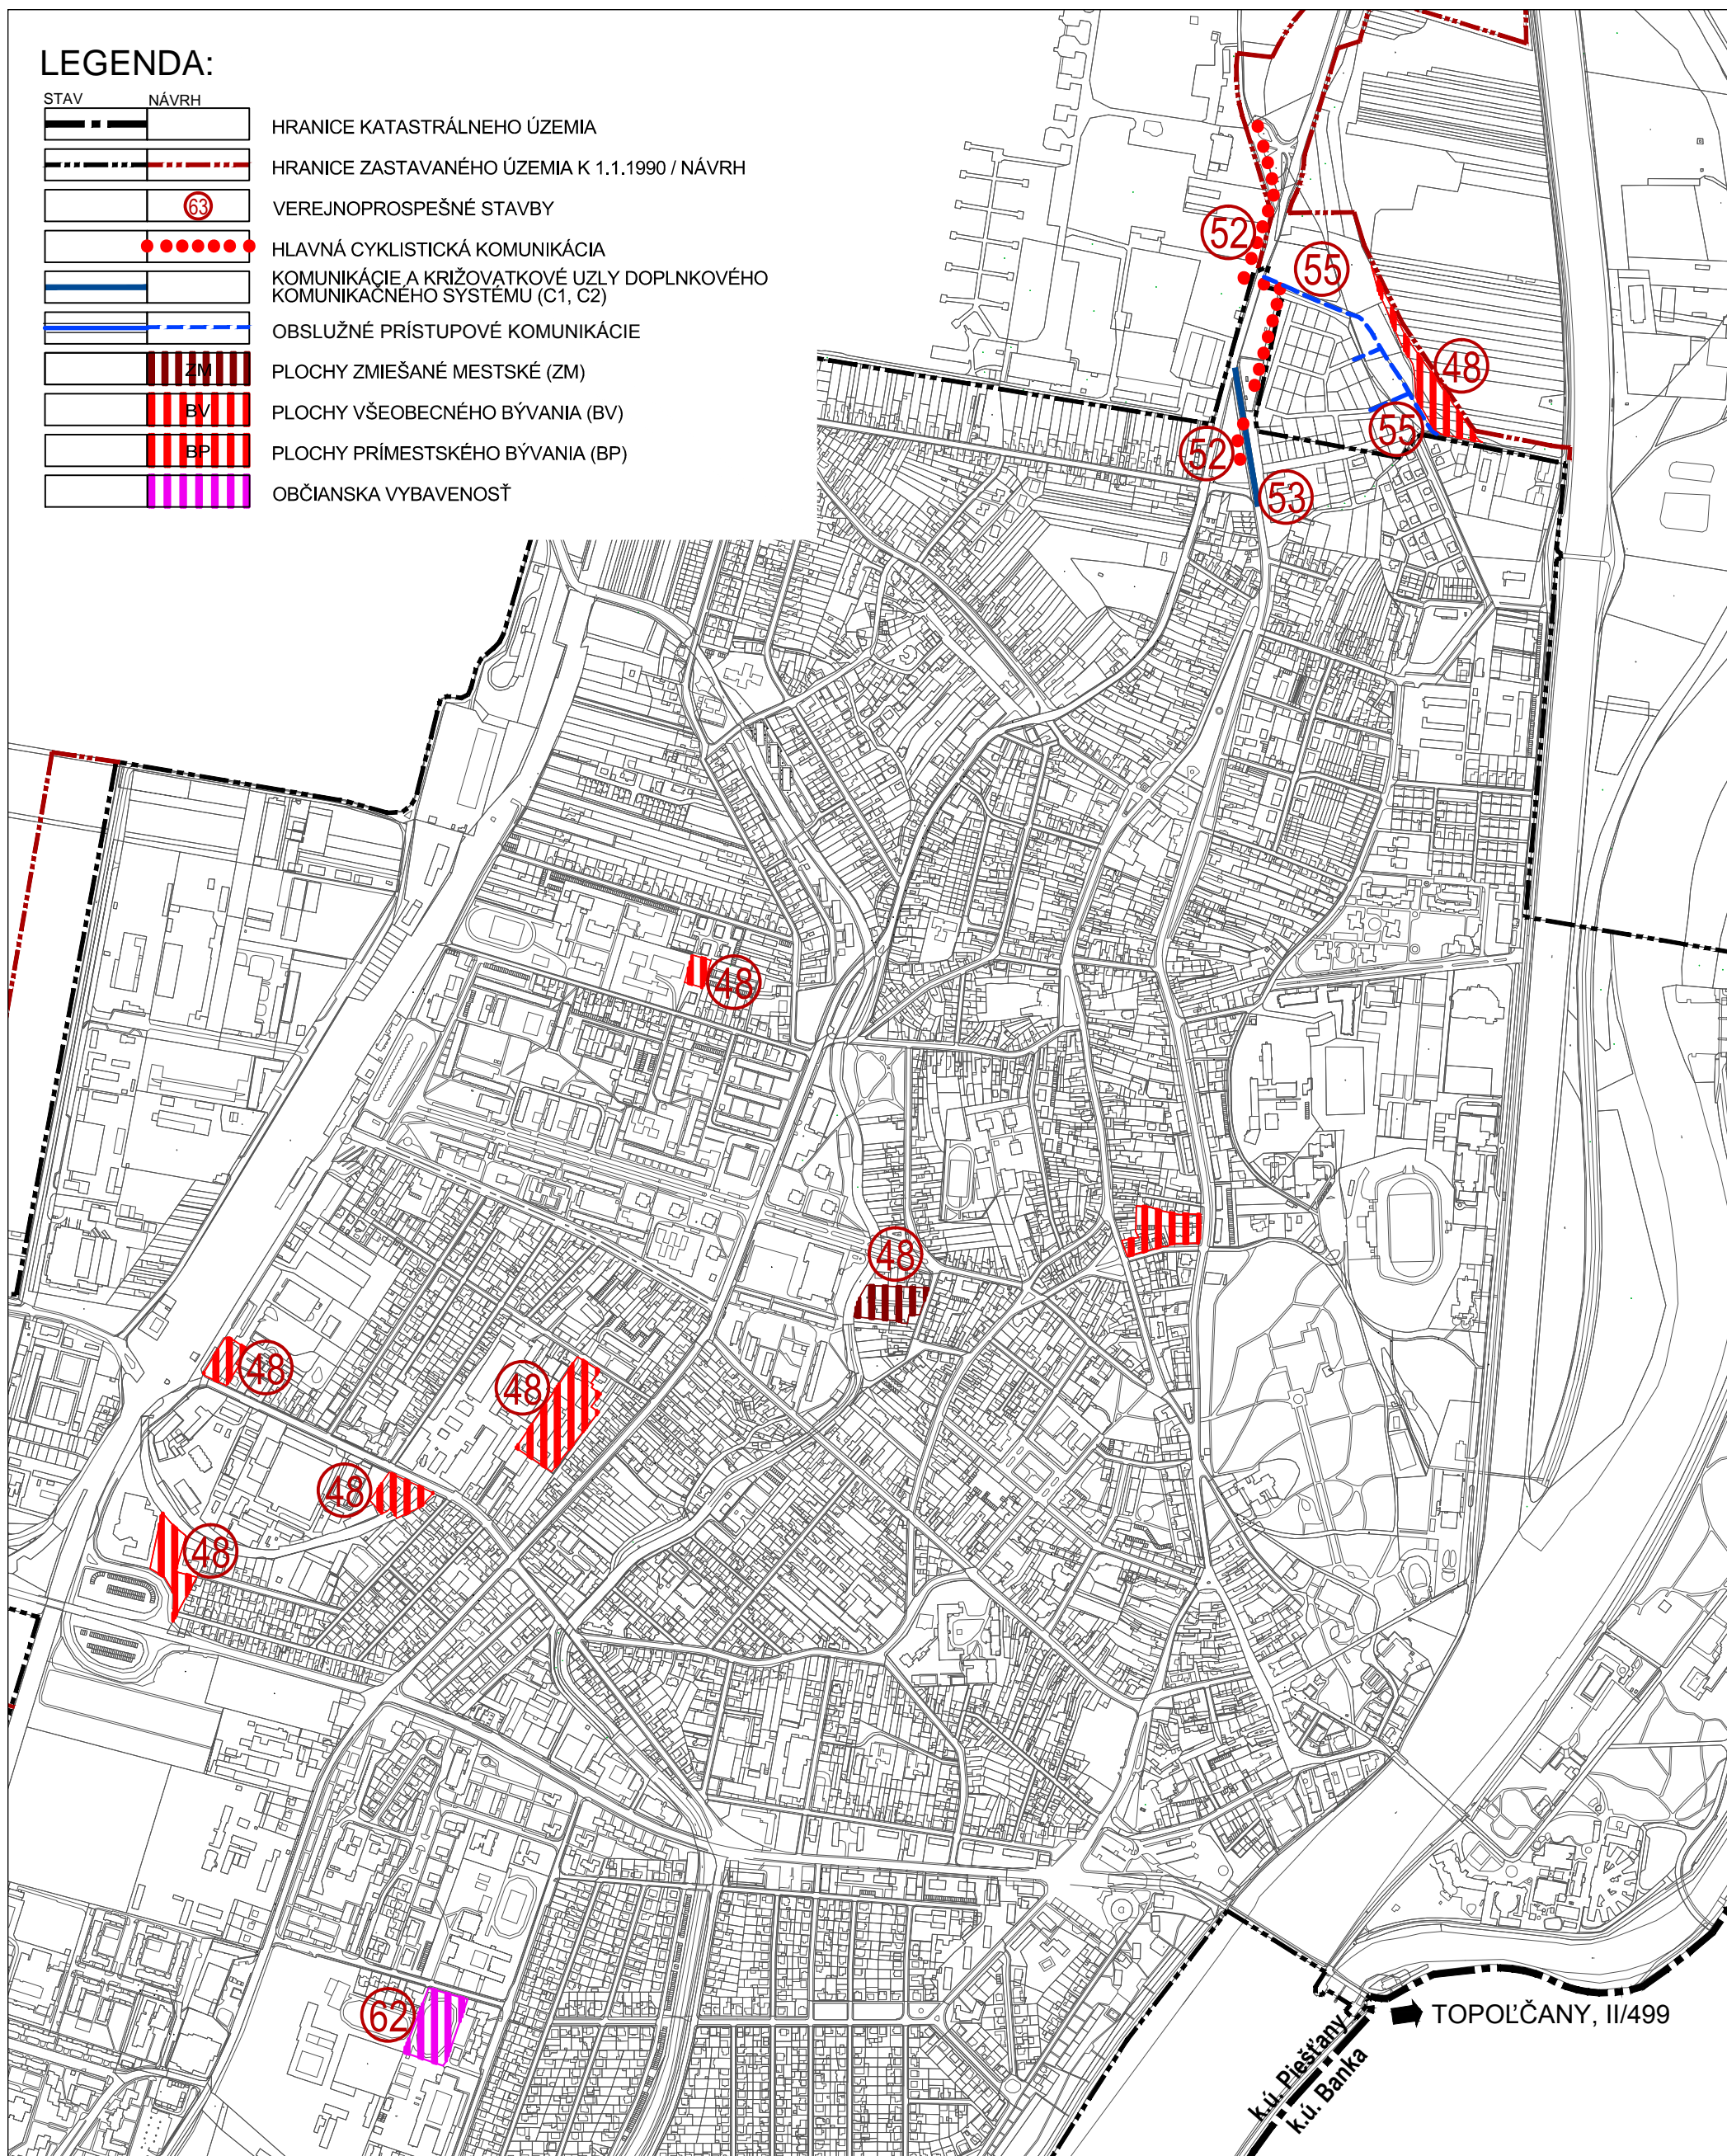 LEGENDA:
STAV NÁVRH
HRANICE KATASTRÁLNEHO ÚZEMIA
HRANICE ZASTAVANÉHO ÚZEMIA K 1.1.1990 / NÁVRH
63 VEREJNOPROSPEŠNÉ STAVBY
HLAVNÁ CYKLISTICKÁ KOMUNIKÁCIA
KOMUNIKÁCIE A KRIŽOVATKOVÉ UZLY DOPLNKOVÉHO
KOMUNIKAČNÉHO SYSTÉMU (C1, C2)
OBSLUŽNÉ PRÍSTUPOVÉ KOMUNIKÁCIE
ZM PLOCHY ZMIEŠANÉ MESTSKÉ (ZM)
BV PLOCHY VŠEOBECNÉHO BÝVANIA (BV)
BP PLOCHY PRÍMESTSKÉHO BÝVANIA (BP)
OBČIANSKA VYBAVENOSŤ
52
55
48
55
52
53
48
48
48
48
48
48
62
TOPOĽČANY, II/499
k.ú. Piešťany
k.ú. Banka